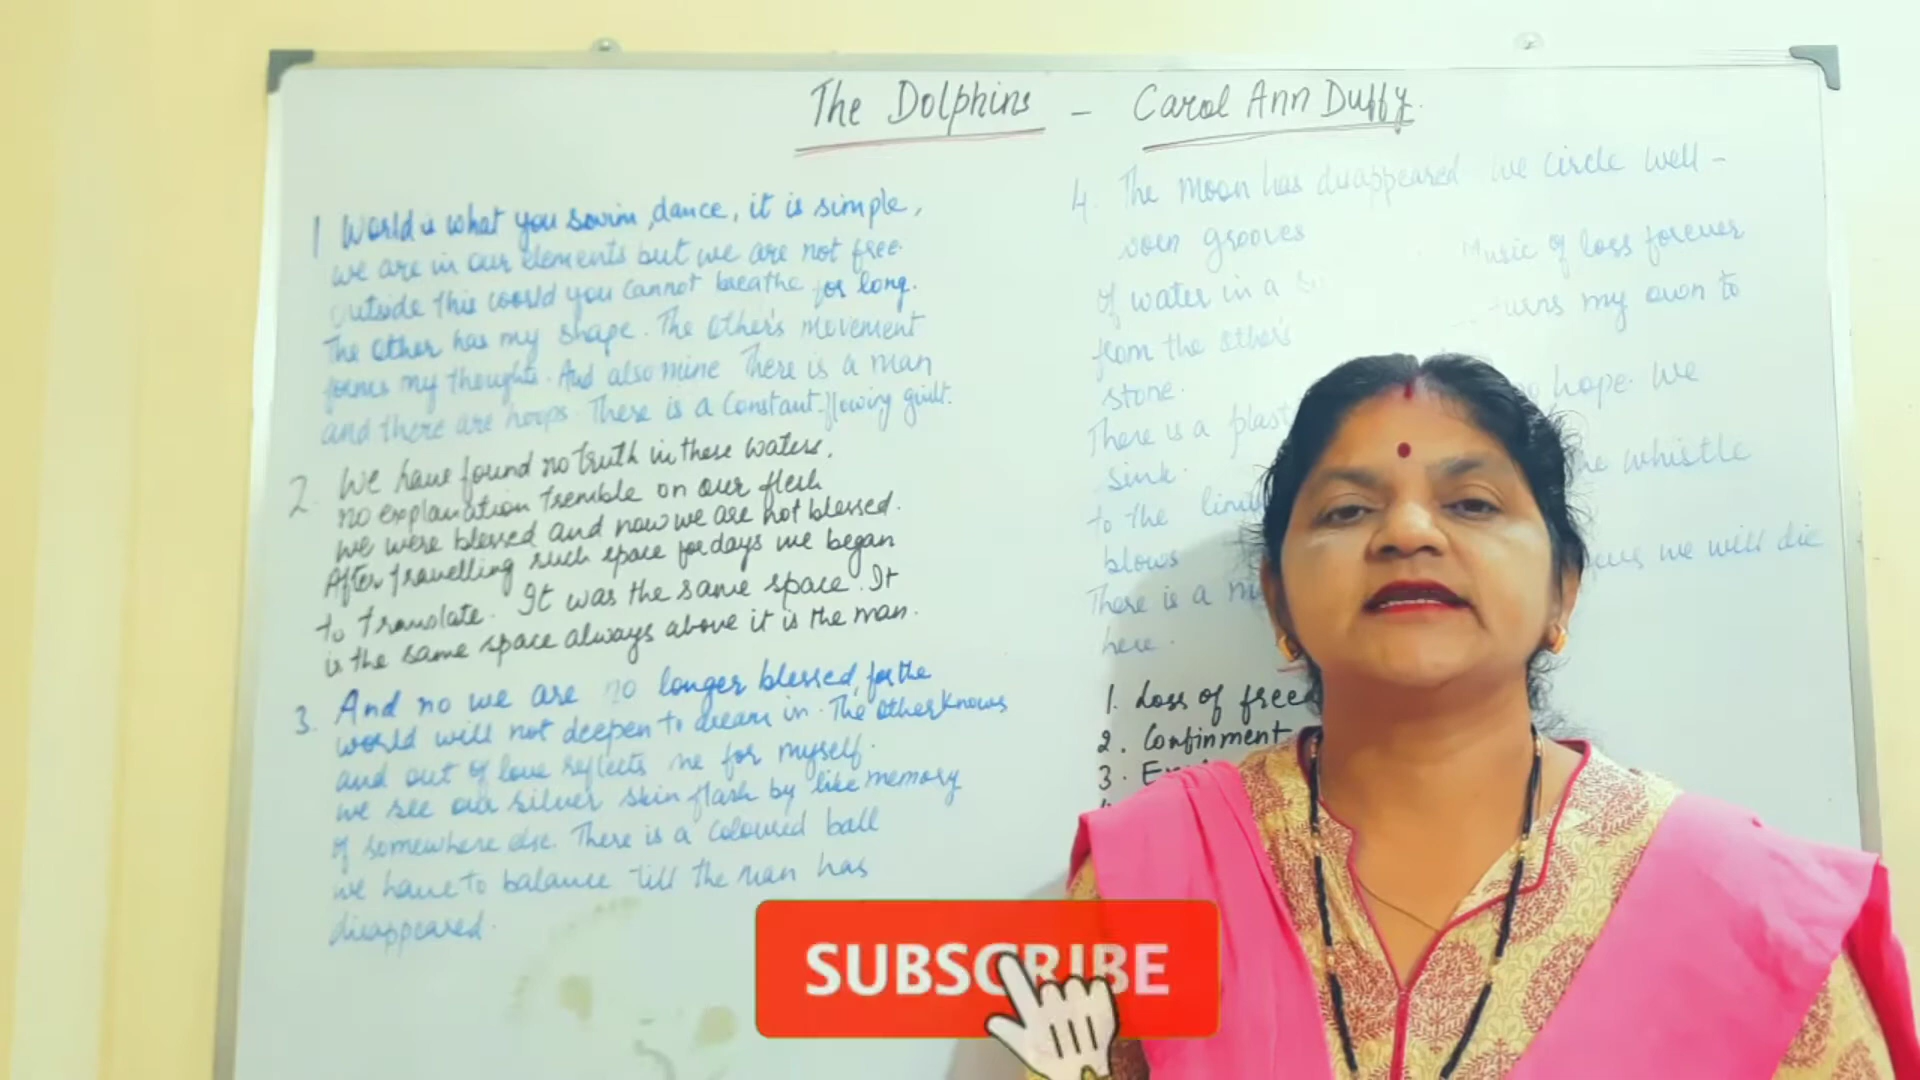 The Dolphins - Carol Ann Duffy.
1 World is what you swim, dance, it is simple,
we are in our elements but we are not free.
outside this world you cannot breathe for long.
The other has my shape. The other's movement
forms my thoughts. And also mine There is a man
and there are hoops. There is a constant flowing guilt.
2. We have found no truth in these waters,
no explanation tremble on our flesh
we were blessed and now we are not blessed.
After travelling such space for days we began
to translate. It was the same space. It
is the same space always above it is the man.
3. And no we are no longer blessed, for the
world will not deepen to dream in. The other knows
and out of love reflects me for myself.
we see our silver skin flash by like memory
of somewhere else. There is a coloured ball
we have to balance till the man has
disappeared.
4. The moon has disappeared we circle well-
worn grooves
of water in a Music of loss forever
from the other's turns my own to
stone.
There is a hope. We
sink.
to the whistle
blows
There is a we will die
here.
1. Loss of
2. Confinment
3.
SUBSCRIBE